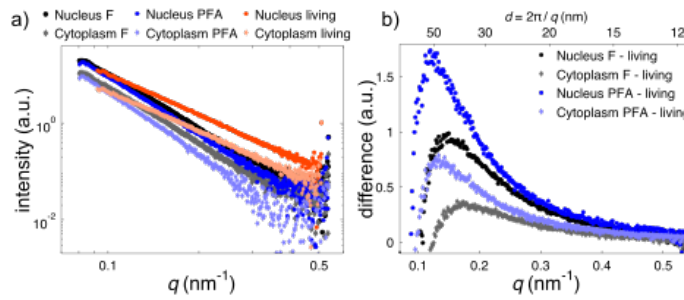 a)
Nucleus F
Nucleus PFA
Nucleus living
Cytoplasm F
Cytoplasm PFA
Cytoplasm living
intensity (a.u.)
10⁰
10⁻²
0.1
0.5
q (nm⁻¹)
b)
d = 2π/ q (nm)
50
30
20
15
12
Nucleus F - living
Cytoplasm F - living
Nucleus PFA - living
Cytoplasm PFA - living
difference (a.u.)
1.5
1
0.5
0
0.1
0.2
0.3
0.4
0.5
q (nm⁻¹)